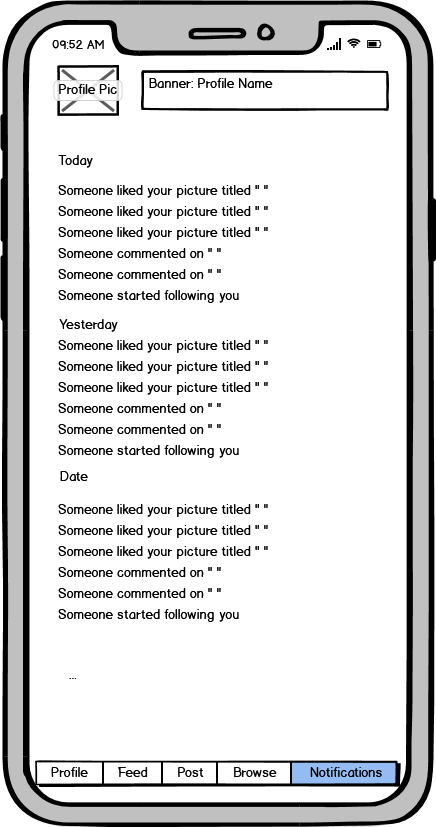 09:52 AM
Profile Pic
Banner: Profile Name
Today
Someone liked your picture titled " "
Someone liked your picture titled " "
Someone liked your picture titled " "
Someone commented on " "
Someone commented on " "
Someone started following you
Yesterday
Someone liked your picture titled " "
Someone liked your picture titled " "
Someone liked your picture titled " "
Someone commented on " "
Someone commented on " "
Someone started following you
Date
Someone liked your picture titled " "
Someone liked your picture titled " "
Someone liked your picture titled " "
Someone commented on " "
Someone commented on " "
Someone started following you
...
Profile Feed Post Browse Notifications